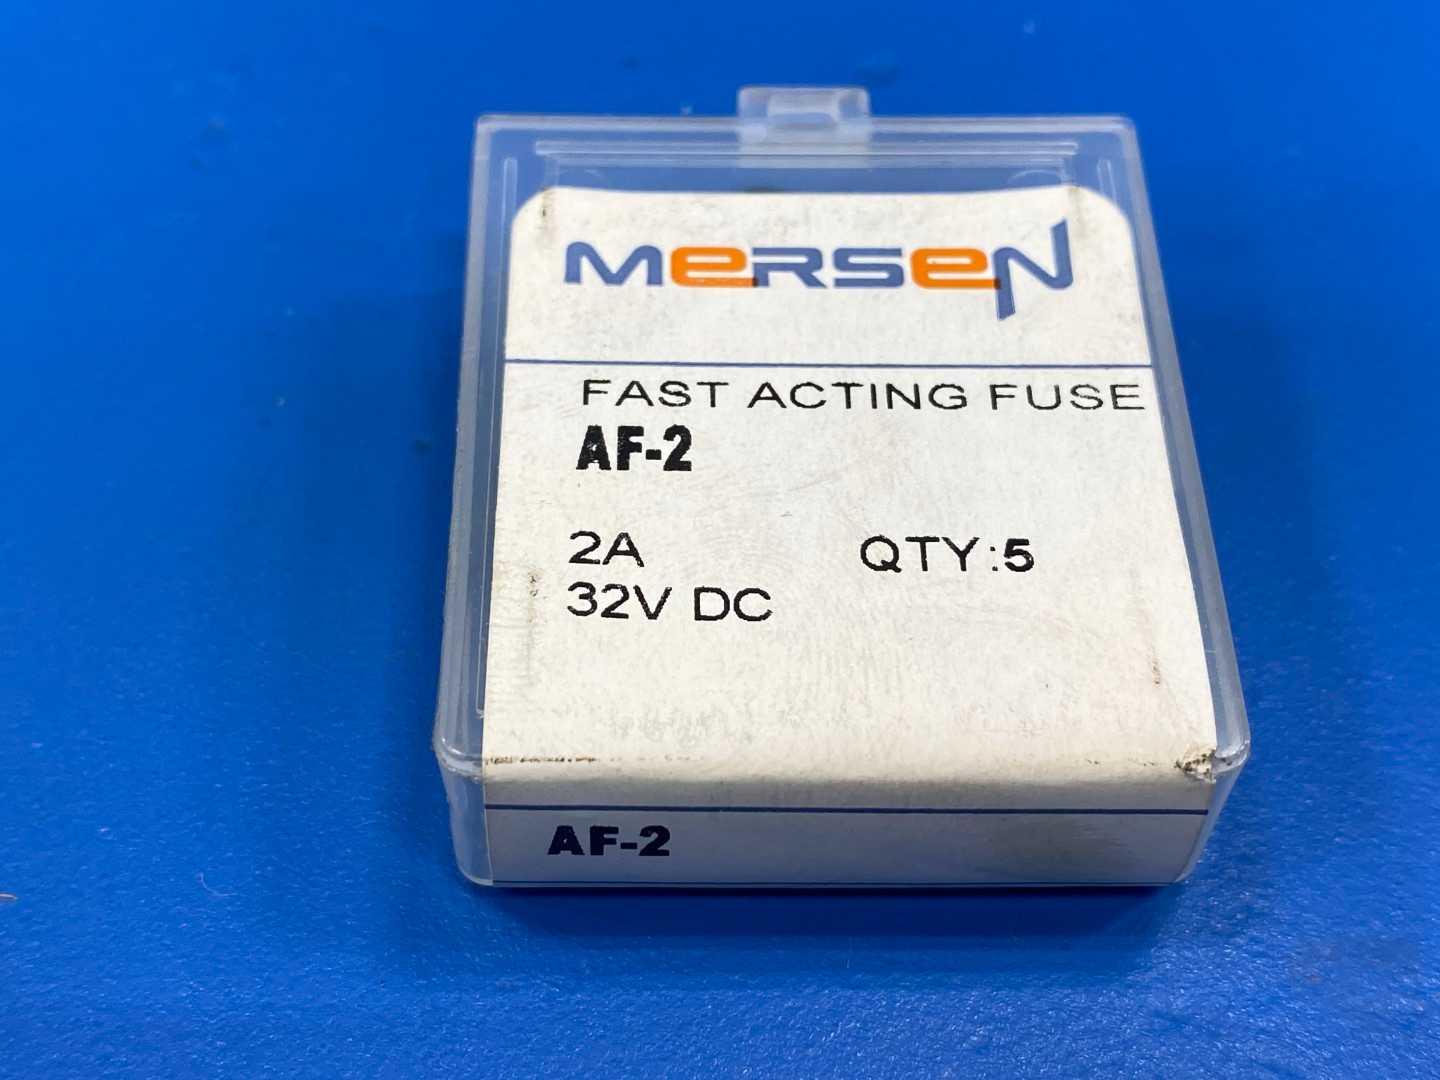 MERSEN
FAST ACTING FUSE
AF-2
2A QTY:5
32V DC
AF-2